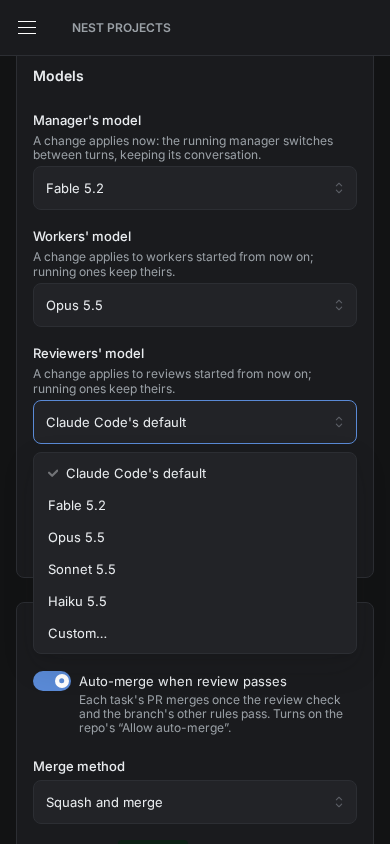 NEST PROJECTS
Models
Manager's model
A change applies now: the running manager switches
between turns, keeping its conversation.
Fable 5.2
Workers' model
A change applies to workers started from now on;
running ones keep theirs.
Opus 5.5
Reviewers' model
A change applies to reviews started from now on;
running ones keep theirs.
Claude Code's default
Claude Code's default
Fable 5.2
Opus 5.5
Sonnet 5.5
Haiku 5.5
Custom...
Auto-merge when review passes
Each task's PR merges once the review check
and the branch's other rules pass. Turns on the
repo's “Allow auto-merge”.
Merge method
Squash and merge